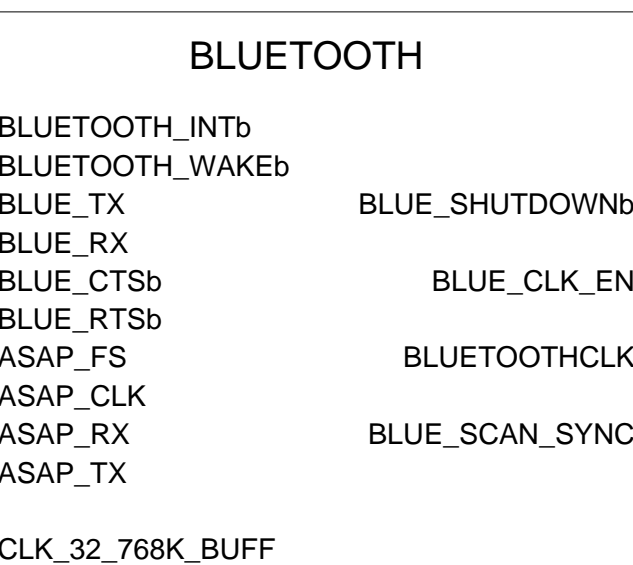 BLUETOOTH
BLUETOOTH_INTb
BLUETOOTH_WAKEb
BLUE_TX BLUE_SHUTDOWNb
BLUE_RX
BLUE_CTSb BLUE_CLK_EN
BLUE_RTSb
ASAP_FS BLUETOOTHCLK
ASAP_CLK
ASAP_RX BLUE_SCAN_SYNC
ASAP_TX
CLK_32_768K_BUFF